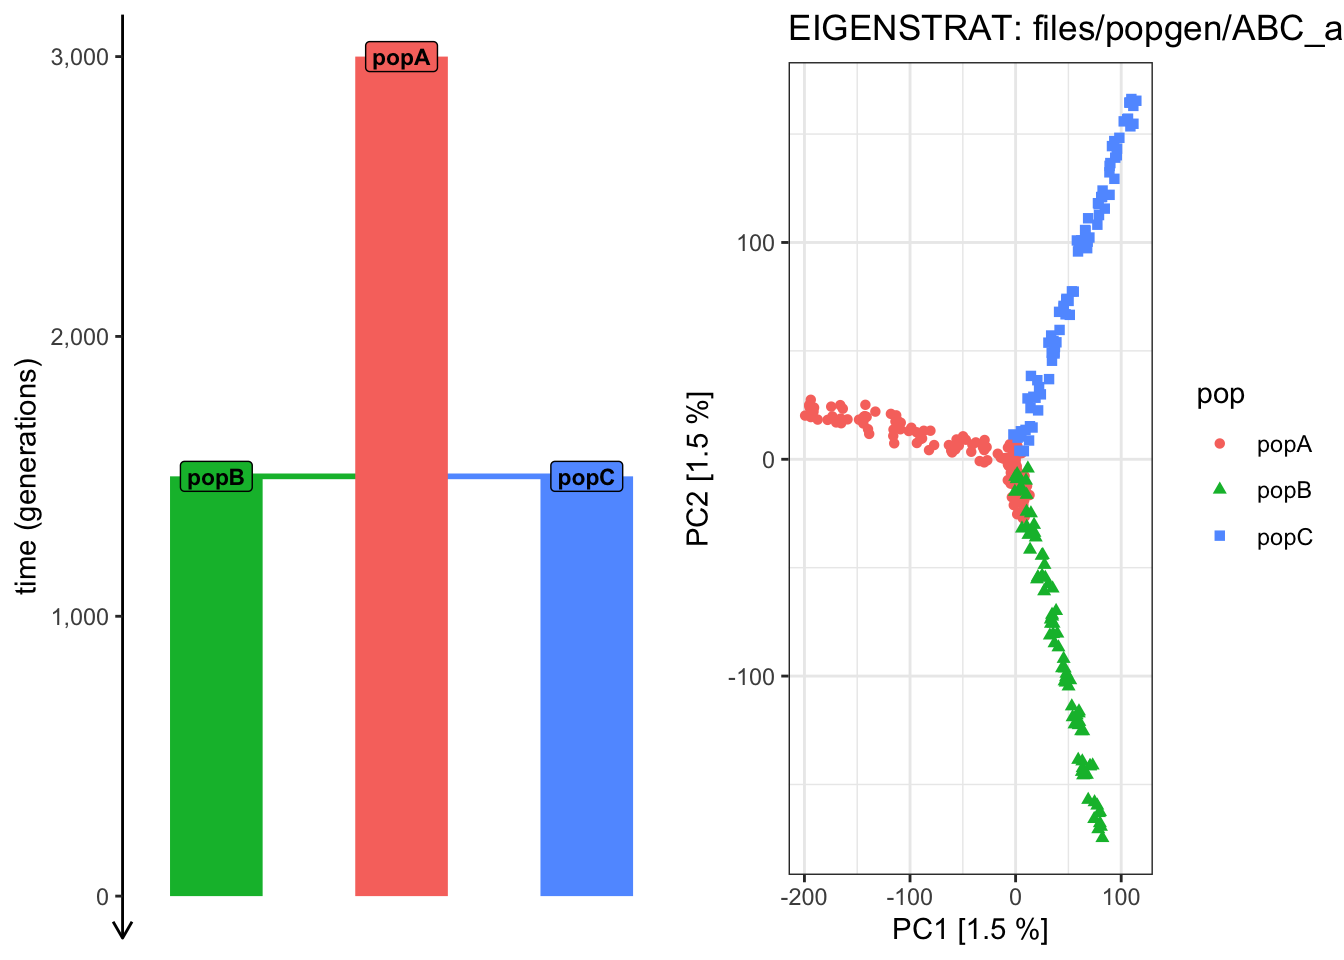 time (generations)
3,000
2,000
1,000
0
popA
popB
popC
EIGENSTRAT: files/popgen/ABC_a
PC2 [1.5 %]
100
0
-100
-200
-100
0
100
PC1 [1.5 %]
pop
popA
popB
popC